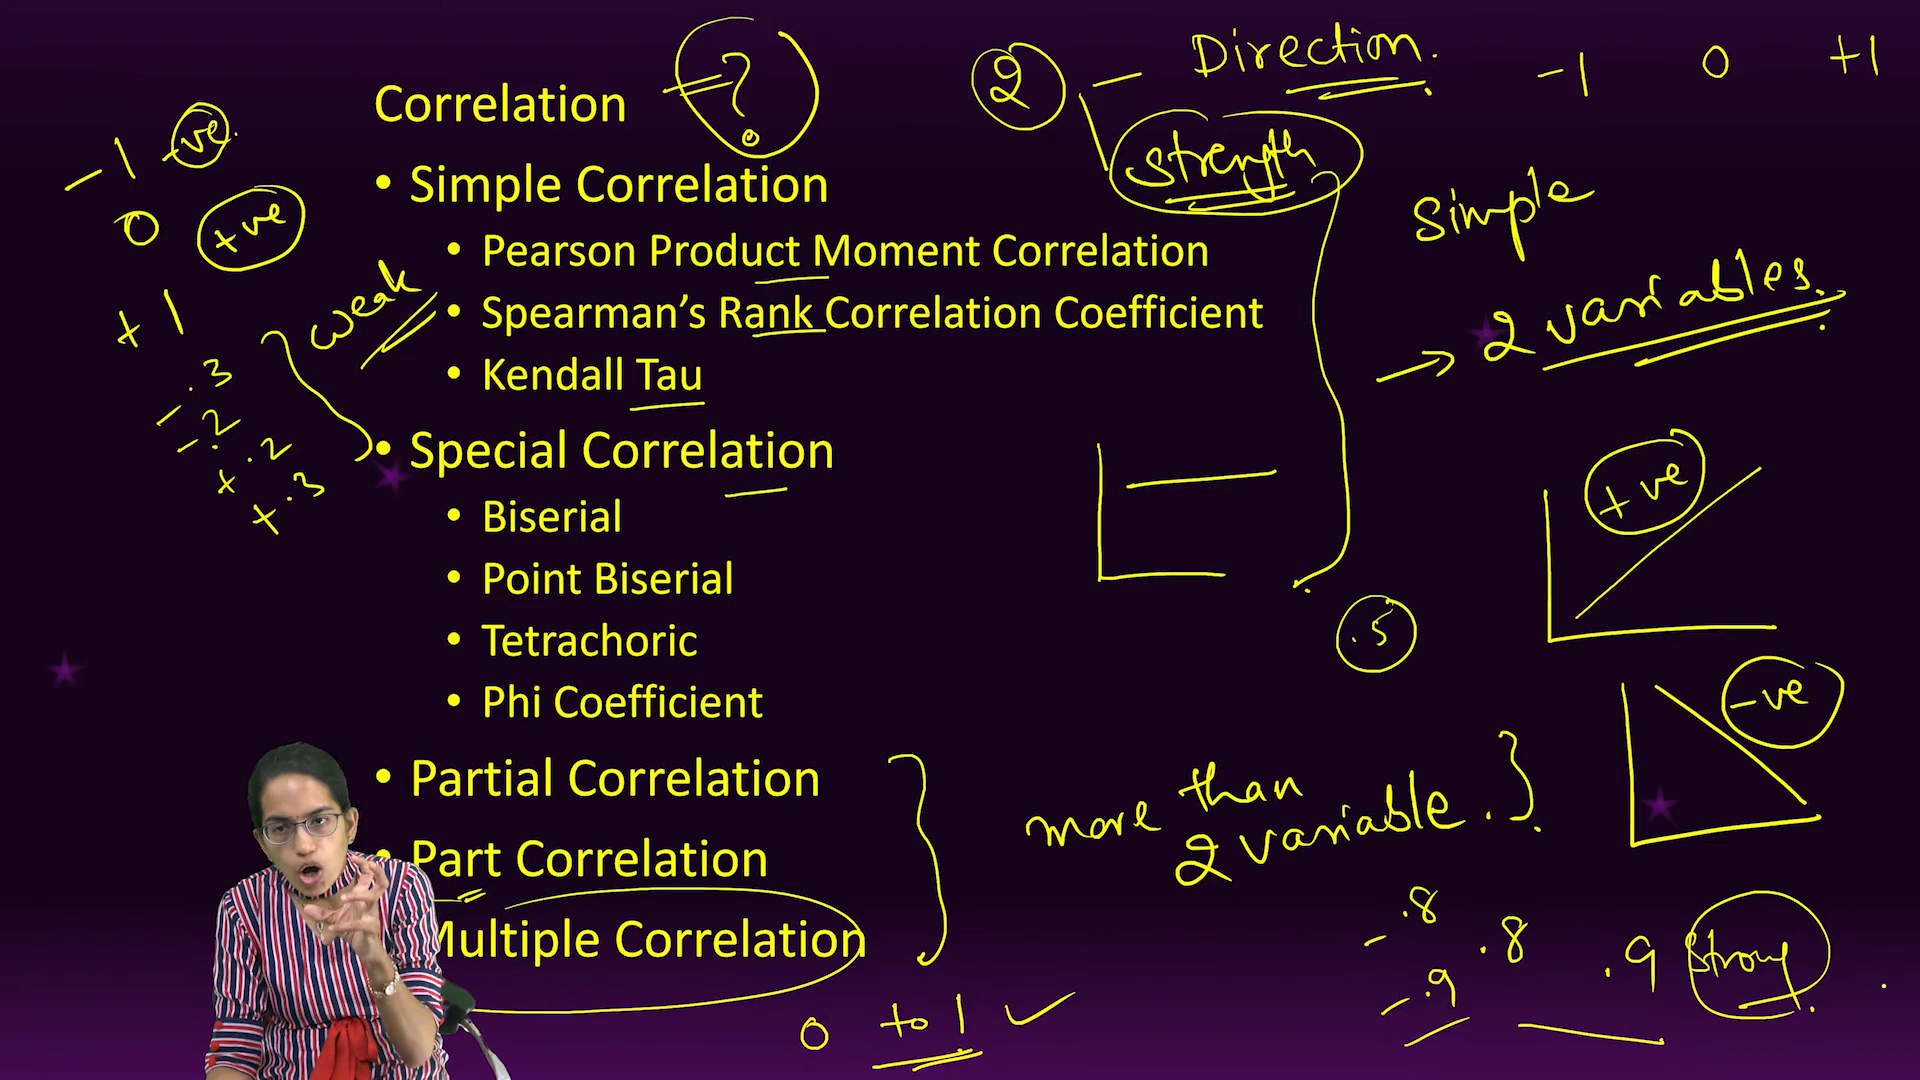 Correlation
?
• Simple Correlation
• Pearson Product Moment Correlation
• Spearman’s Rank Correlation Coefficient
• Kendall Tau
• Special Correlation
• Biserial
• Point Biserial
• Tetrachoric
• Phi Coefficient
• Partial Correlation
• Part Correlation
Multiple Correlation
0 to 1 ✓
-1 -ve
0 +ve
+1
-.3
-.2
+.2
+.3
weak
2 - Direction.
strength
-1 0 +1
Simple
→ 2 variables.
+ve
.5
-ve
more than
2 variable.
-.8 .8 .9 strong
-.9